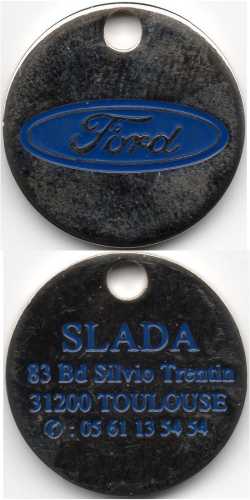 Ford
SLADA
83 Bd Silvio Trentin
31200 TOULOUSE
✆ : 05 61 13 54 54